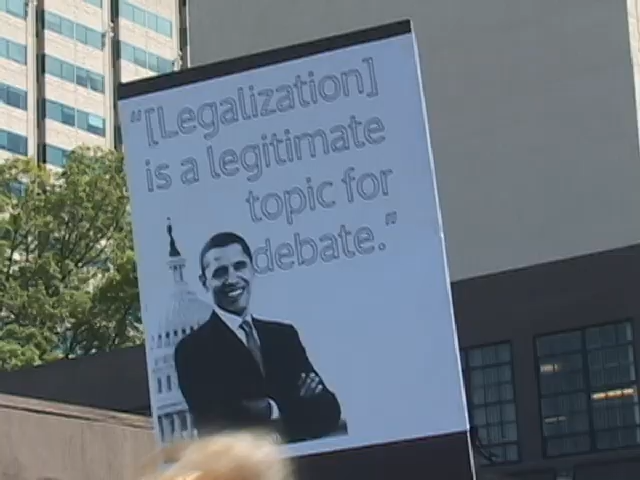 “[Legalization]
is a legitimate
topic for
debate.”